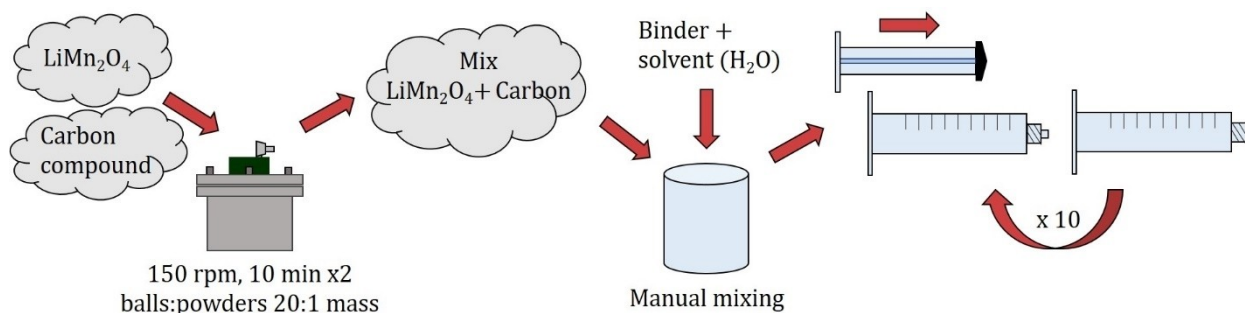 LiMn₂O₄
Carbon
compound
150 rpm, 10 min x2
balls:powders 20:1 mass
Mix
LiMn₂O₄+ Carbon
Binder +
solvent (H₂O)
Manual mixing
x 10